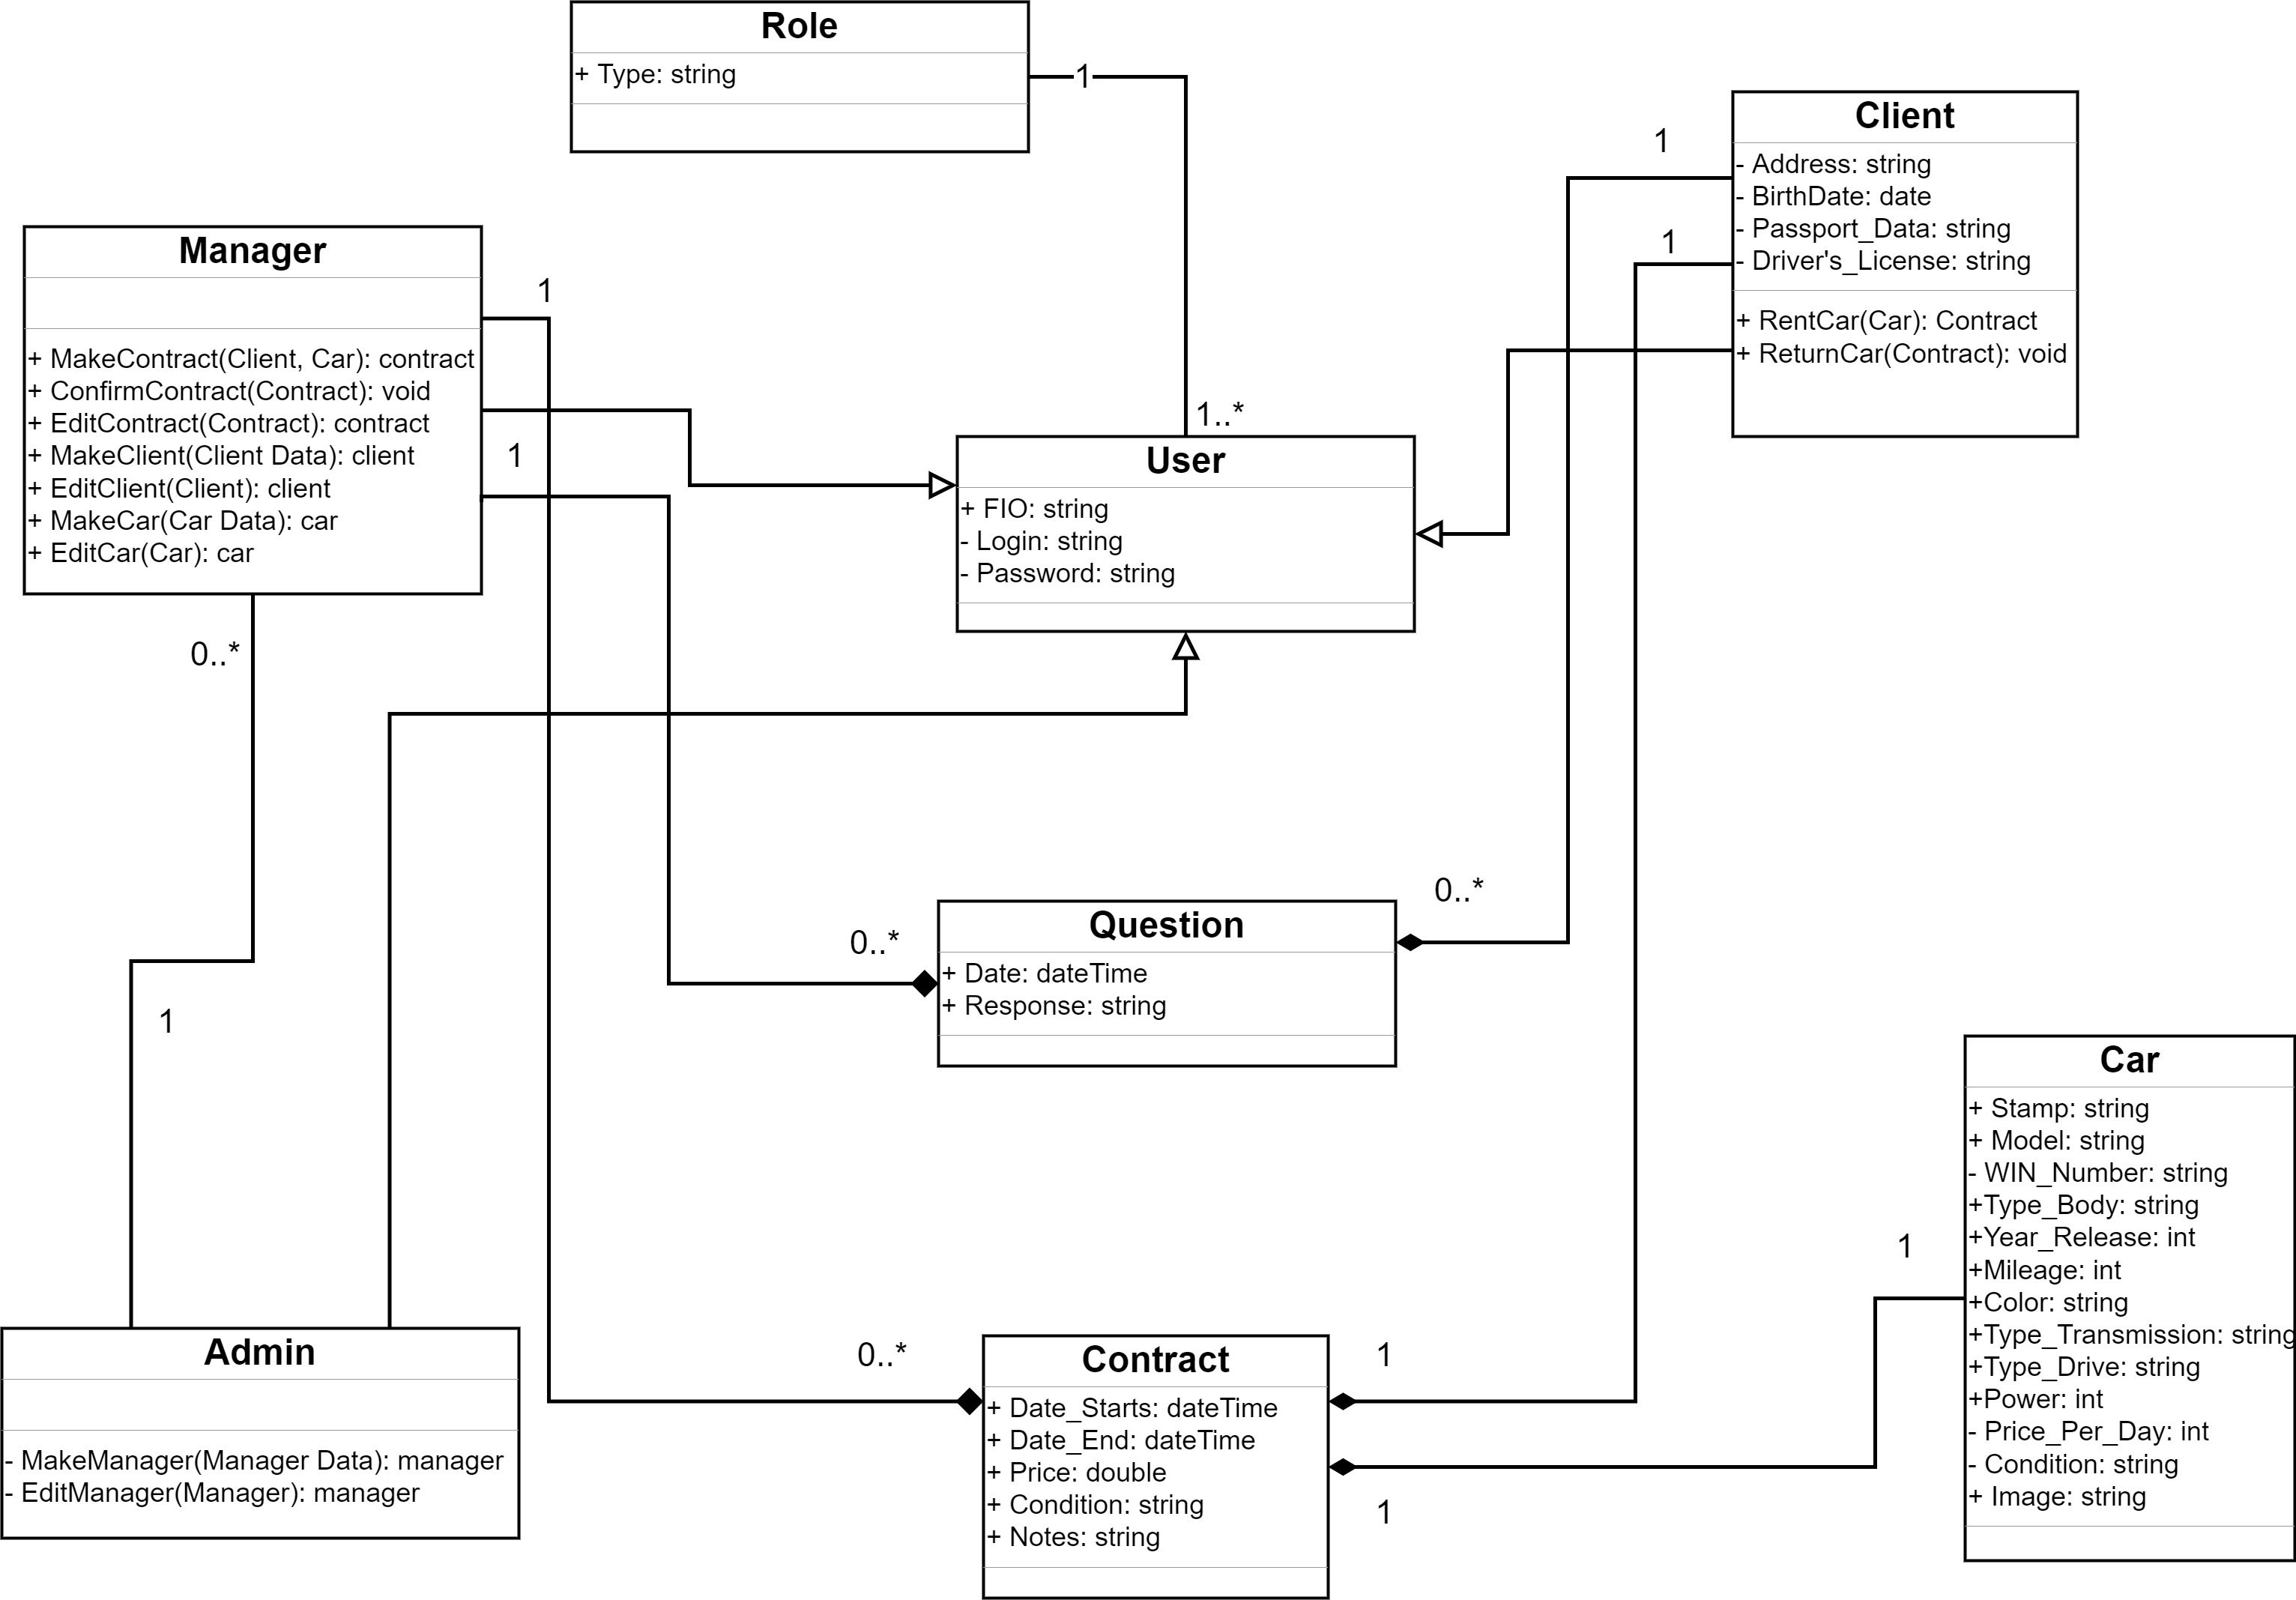 Role
+ Type: string
1
Client
- Address: string
- BirthDate: date
- Passport_Data: string
- Driver's_License: string
+ RentCar(Car): Contract
+ ReturnCar(Contract): void
1
1
Manager
+ MakeContract(Client, Car): contract
+ ConfirmContract(Contract): void
+ EditContract(Contract): contract
+ MakeClient(Client Data): client
+ EditClient(Client): client
+ MakeCar(Car Data): car
+ EditCar(Car): car
1
1
0..*
1..*
User
+ FIO: string
- Login: string
- Password: string
0..*
0..*
Question
+ Date: dateTime
+ Response: string
1
Car
+ Stamp: string
+ Model: string
- WIN_Number: string
+Type_Body: string
+Year_Release: int
+Mileage: int
+Color: string
+Type_Transmission: string
+Type_Drive: string
+Power: int
- Price_Per_Day: int
- Condition: string
+ Image: string
1
Admin
- MakeManager(Manager Data): manager
- EditManager(Manager): manager
0..*
Contract
+ Date_Starts: dateTime
+ Date_End: dateTime
+ Price: double
+ Condition: string
+ Notes: string
1
1